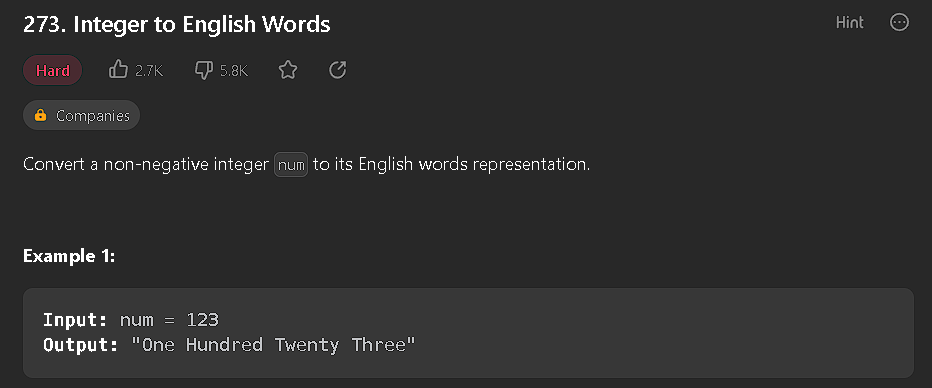 273. Integer to English Words
Hint
Hard 2.7K 5.8K
Companies
Convert a non-negative integer num to its English words representation.
Example 1:
Input: num = 123
Output: "One Hundred Twenty Three"